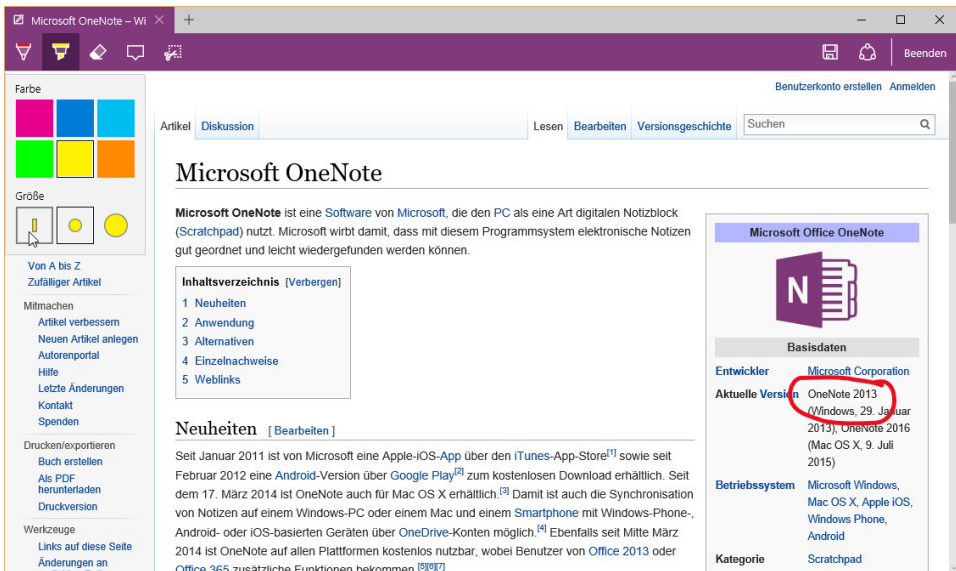 Microsoft OneNote – Wi
Beenden
Farbe
Größe
Von A bis Z
Zufälliger Artikel
Mitmachen
Artikel verbessern
Neuen Artikel anlegen
Autorenportal
Hilfe
Letzte Änderungen
Kontakt
Spenden
Drucken/exportieren
Buch erstellen
Als PDF
herunterladen
Druckversion
Werkzeuge
Links auf diese Seite
Änderungen an
Benutzerkonto erstellen Anmelden
Artikel Diskussion
Lesen Bearbeiten Versionsgeschichte Suchen
Microsoft OneNote
Microsoft OneNote ist eine Software von Microsoft, die den PC als eine Art digitalen Notizblock
(Scratchpad) nutzt. Microsoft wirbt damit, dass mit diesem Programmsystem elektronische Notizen
gut geordnet und leicht wiedergefunden werden können.
Inhaltsverzeichnis [Verbergen]
1 Neuheiten
2 Anwendung
3 Alternativen
4 Einzelnachweise
5 Weblinks
Neuheiten [ Bearbeiten ]
Seit Januar 2011 ist von Microsoft eine Apple-iOS-App über den iTunes-App-Store[1] sowie seit
Februar 2012 eine Android-Version über Google Play[2] zum kostenlosen Download erhältlich. Seit
dem 17. März 2014 ist OneNote auch für Mac OS X erhältlich.[3] Damit ist auch die Synchronisation
von Notizen auf einem Windows-PC oder einem Mac und einem Smartphone mit Windows-Phone-,
Android- oder iOS-basierten Geräten über OneDrive-Konten möglich.[4] Ebenfalls seit Mitte März
2014 ist OneNote auf allen Plattformen kostenlos nutzbar, wobei Benutzer von Office 2013 oder
Office 365 zusätzliche Funktionen bekommen.[5][6][7]
Microsoft Office OneNote
N
Basisdaten
Entwickler Microsoft Corporation
Aktuelle Version OneNote 2013
(Windows, 29. Januar
2013), OneNote 2016
(Mac OS X, 9. Juli
2015)
Betriebssystem Microsoft Windows,
Mac OS X, Apple iOS,
Windows Phone,
Android
Kategorie Scratchpad